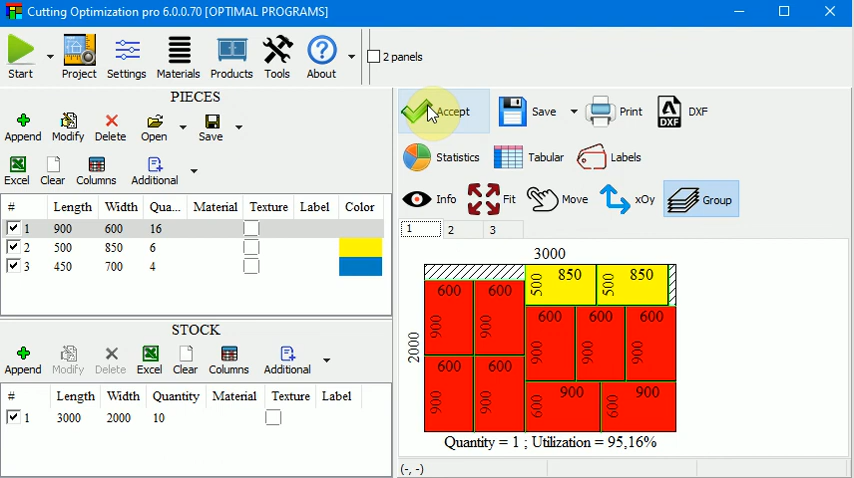 Cutting Optimization pro 6.0.0.70 [OPTIMAL PROGRAMS]
Start Project Settings Materials Products Tools About 2 panels
PIECES
Append Modify Delete Open Save
Excel Clear Columns Additional
# Length Width Qua... Material Texture Label Color
1 900 600 16
2 500 850 6
3 450 700 4
STOCK
Append Modify Delete Excel Clear Columns Additional
# Length Width Quantity Material Texture Label
1 3000 2000 10
Accept Save Print DXF DXF
Statistics Tabular Labels
Info Fit Move xOy Group
1 2 3
3000
2000
500 850 500 850
600 600
900 900
600 600 600
900 900 900
600 600
900 900
900 900
600 600
Quantity = 1 ; Utilization = 95,16%
(-, -)